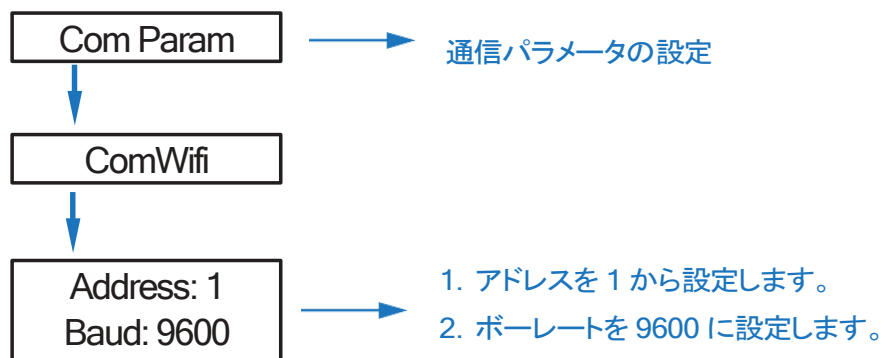 Com Param
通信パラメータの設定
ComWifi
Address: 1
Baud: 9600
1. アドレスを 1 から設定します。
2. ボーレートを 9600 に設定します。